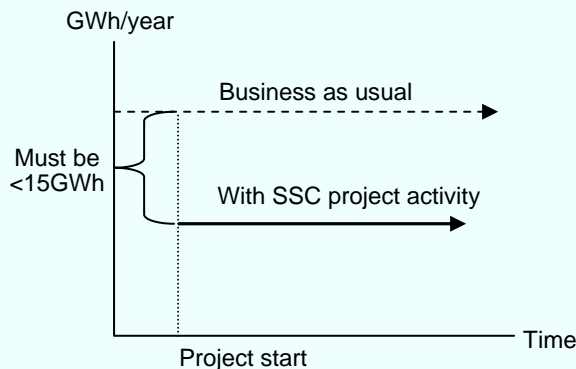 GWh/year
Business as usual
Must be
<15GWh
With SSC project activity
Time
Project start